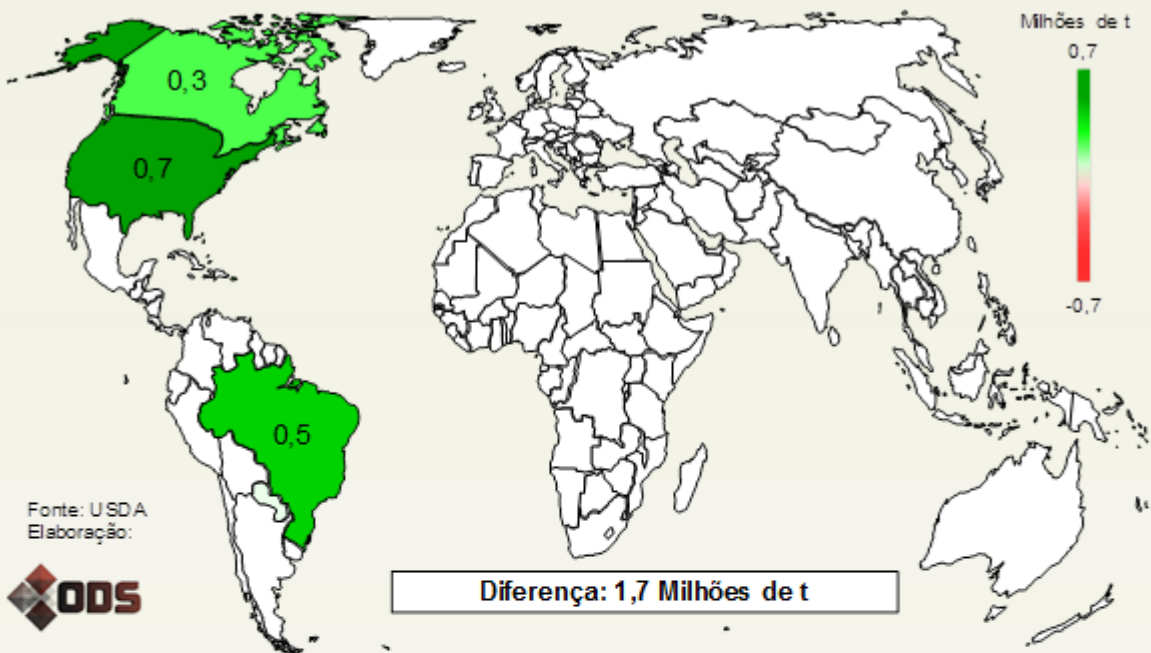 Milhões de t
0,7
0,3
0,7
-0,7
0,5
Fonte: USDA
Elaboração:
ODS
Diferença: 1,7 Milhões de t